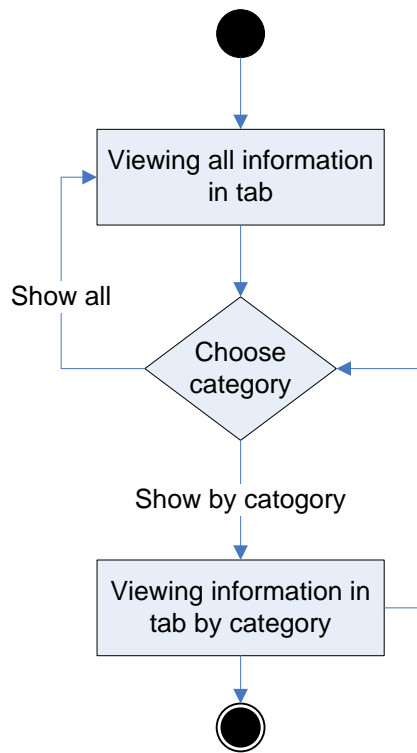 Viewing all information
in tab
Show all
Choose
category
Show by catogory
Viewing information in
tab by category